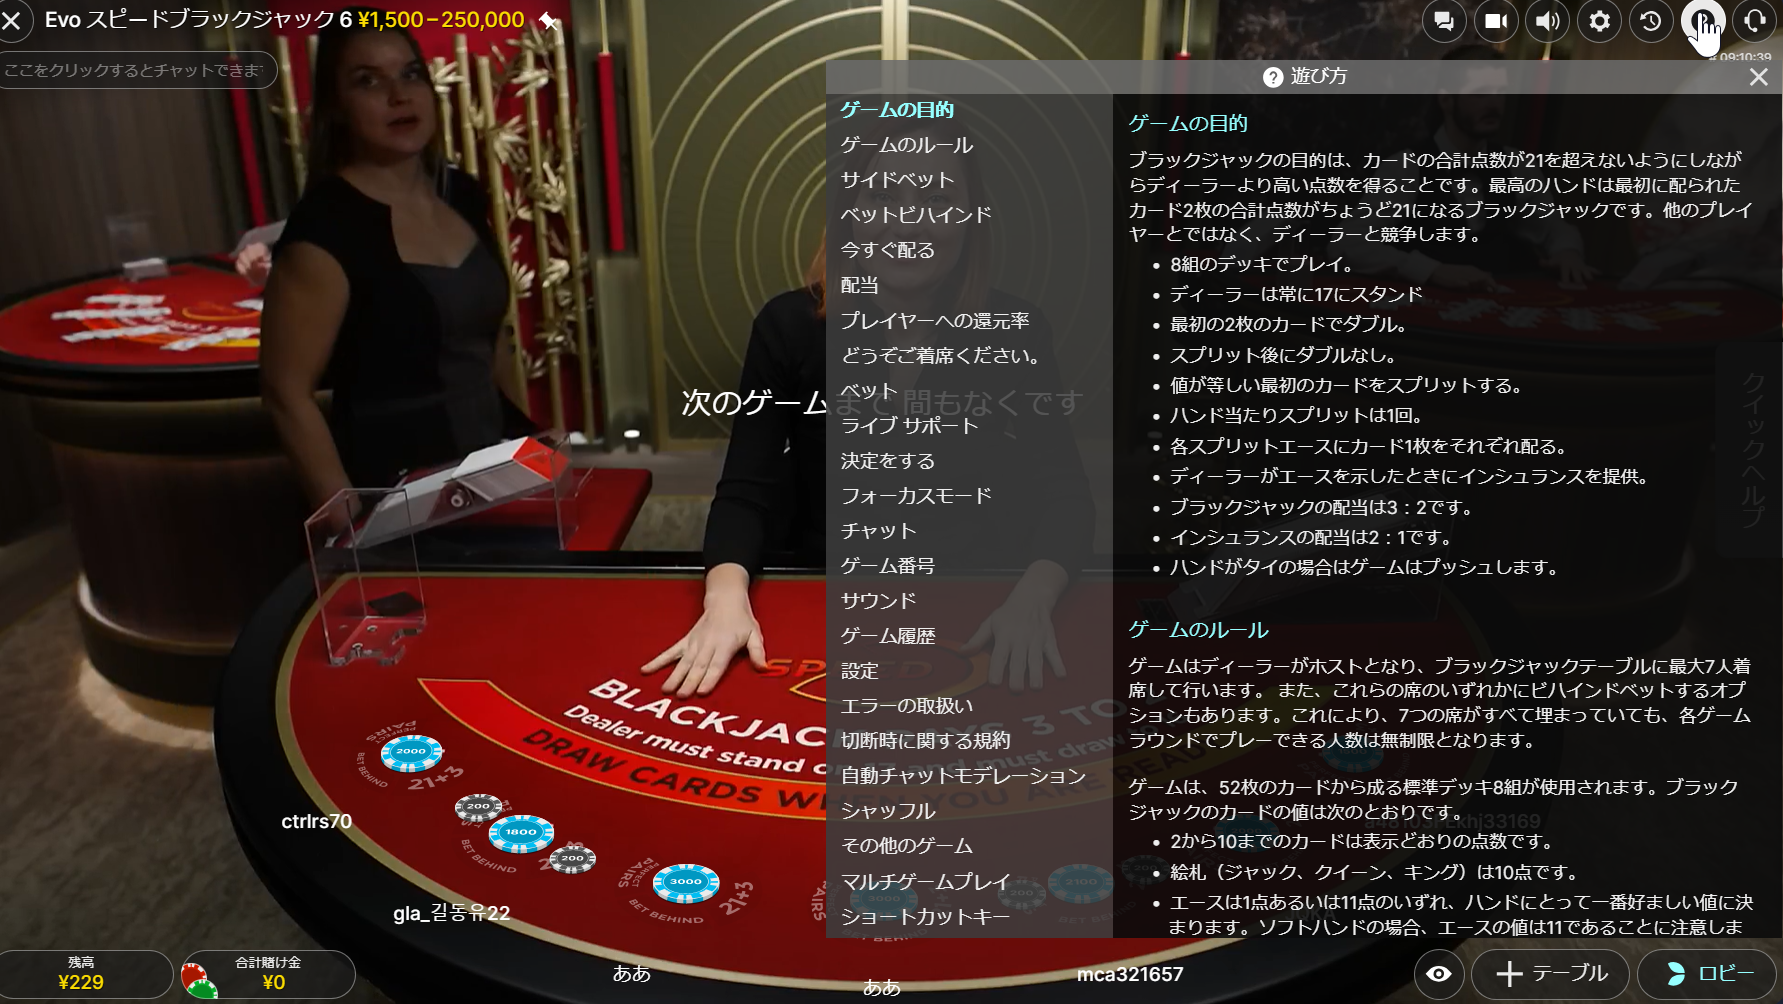 Evo スピードブラックジャック 6 ¥1,500 – 250,000
ここをクリックするとチャットできます
# 09:10:39
遊び方
ゲームの目的
ゲームのルール
サイドベット
ベットビハインド
今すぐ配る
配当
プレイヤーへの還元率
どうぞご着席ください。
ベット
ライブ サポート
決定をする
フォーカスモード
チャット
ゲーム番号
サウンド
ゲーム履歴
設定
エラーの取扱い
切断時に関する規約
自動チャットモデレーション
シャッフル
その他のゲーム
マルチゲームプレイ
ショートカットキー
ゲームの目的
ブラックジャックの目的は、カードの合計点数が21を超えないようにしなが
らディーラーより高い点数を得ることです。最高のハンドは最初に配られた
カード2枚の合計点数がちょうど21になるブラックジャックです。他のプレイ
ヤーとではなく、ディーラーと競争します。
• 8組のデッキでプレイ。
• ディーラーは常に17にスタンド
• 最初の2枚のカードでダブル。
• スプリット後にダブルなし。
• 値が等しい最初のカードをスプリットする。
• ハンド当たりスプリットは1回。
• 各スプリットエースにカード1枚をそれぞれ配る。
• ディーラーがエースを示したときにインシュランスを提供。
• ブラックジャックの配当は3：2です。
• インシュランスの配当は2：1です。
• ハンドがタイの場合はゲームはプッシュします。
ゲームのルール
ゲームはディーラーがホストとなり、ブラックジャックテーブルに最大7人着
席して行います。 また、これらの席のいずれかにビハインドベットするオプ
ションもあります。これにより、7つの席がすべて埋まっていても、各ゲーム
ラウンドでプレーできる人数は無制限となります。
ゲームは、52枚のカードから成る標準デッキ8組が使用されます。ブラック
ジャックのカードの値は次のとおりです。
• 2から10までのカードは表示どおりの点数です。
• 絵札（ジャック、クイーン、キング）は10点です。
• エースは1点あるいは11点のいずれ、ハンドにとって一番好ましい値に決
まります。ソフトハンドの場合、エースの値は11であることに注意しま
次のゲームまで 間もなくです
クイックヘルプ
SPEED
BLACKJAC
Dealer must stand on 17 and must draw
DRAW CARDS WHEN YOU ARE DEA
PERFECT PAIRS
2000
BET BEHIND
21+3
200
1800
200
BET BEHIND
PERFECT PAIRS
3000
21+3
BET BEHIND
PAIRS
3000
BET BEHIND
200
2100
BET BEHIND
ctrlrs70
gla_길동유22
ああ
ああ
mca321657
残高
¥229
合計賭け金
¥0
テーブル
ロビー